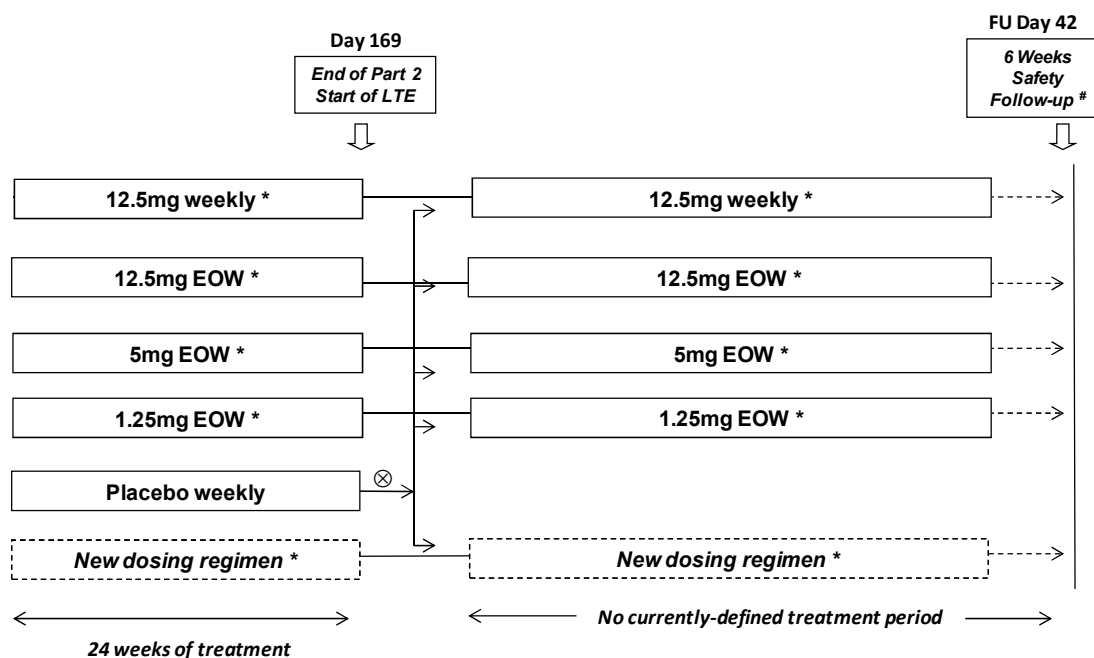 FU Day 42
Day 169
6 Weeks
Safety
Follow-up #
End of Part 2
Start of LTE
12.5mg weekly *
12.5mg weekly *
12.5mg EOW *
12.5mg EOW *
5mg EOW *
5mg EOW *
1.25mg EOW *
1.25mg EOW *
Placebo weekly
New dosing regimen *
New dosing regimen *
No currently-defined treatment period
24 weeks of treatment